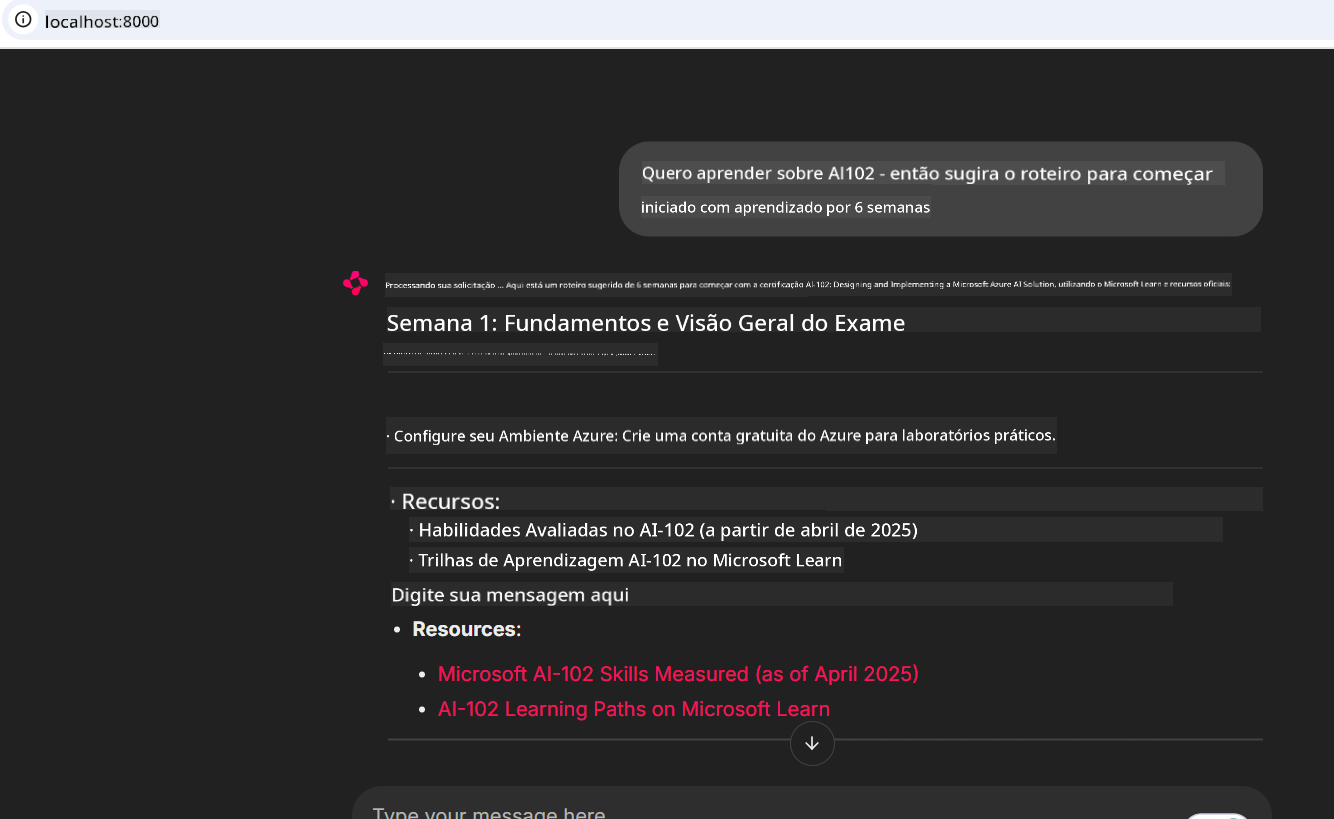 localhost:8000
Quero aprender sobre AI102 - então sugira o roteiro para começar
iniciado com aprendizado por 6 semanas
Processando sua solicitação ... Aqui está um roteiro sugerido de 6 semanas para começar com a certificação AI-102: Designing and Implementing a Microsoft Azure AI Solution, utilizando o Microsoft Learn e recursos oficiais:
Semana 1: Fundamentos e Visão Geral do Exame
· Configure seu Ambiente Azure: Crie uma conta gratuita do Azure para laboratórios práticos.
· Recursos:
· Habilidades Avaliadas no AI-102 (a partir de abril de 2025)
· Trilhas de Aprendizagem AI-102 no Microsoft Learn
Digite sua mensagem aqui
• Resources:
• Microsoft AI-102 Skills Measured (as of April 2025)
• AI-102 Learning Paths on Microsoft Learn
Type your message here